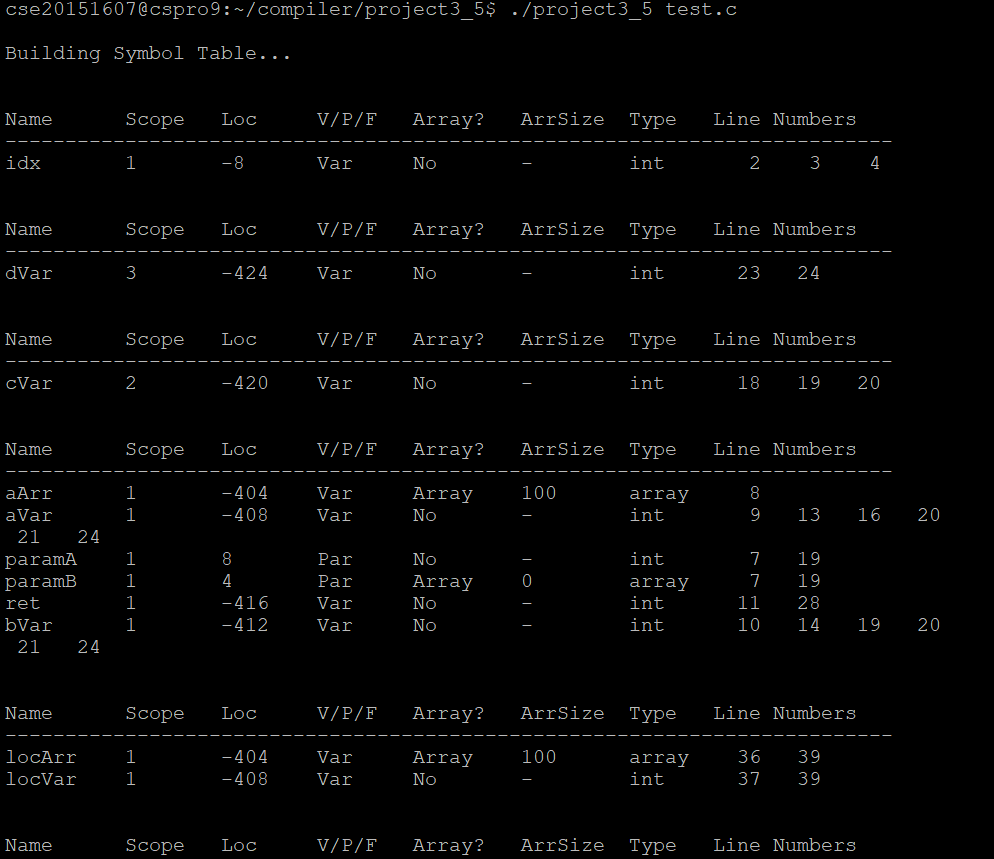 cse20151607@cspro9:~/compiler/project3_5$ ./project3_5 test.c
Building Symbol Table...
Name Scope Loc V/P/F Array? ArrSize Type Line Numbers
--------------------------------------------------------------------------
idx 1 -8 Var No - int 2 3 4
Name Scope Loc V/P/F Array? ArrSize Type Line Numbers
--------------------------------------------------------------------------
dVar 3 -424 Var No - int 23 24
Name Scope Loc V/P/F Array? ArrSize Type Line Numbers
--------------------------------------------------------------------------
cVar 2 -420 Var No - int 18 19 20
Name Scope Loc V/P/F Array? ArrSize Type Line Numbers
--------------------------------------------------------------------------
aArr 1 -404 Var Array 100 array 8
aVar 1 -408 Var No - int 9 13 16 20
21 24
paramA 1 8 Par No - int 7 19
paramB 1 4 Par Array 0 array 7 19
ret 1 -416 Var No - int 11 28
bVar 1 -412 Var No - int 10 14 19 20
21 24
Name Scope Loc V/P/F Array? ArrSize Type Line Numbers
--------------------------------------------------------------------------
locArr 1 -404 Var Array 100 array 36 39
locVar 1 -408 Var No - int 37 39
Name Scope Loc V/P/F Array? ArrSize Type Line Numbers